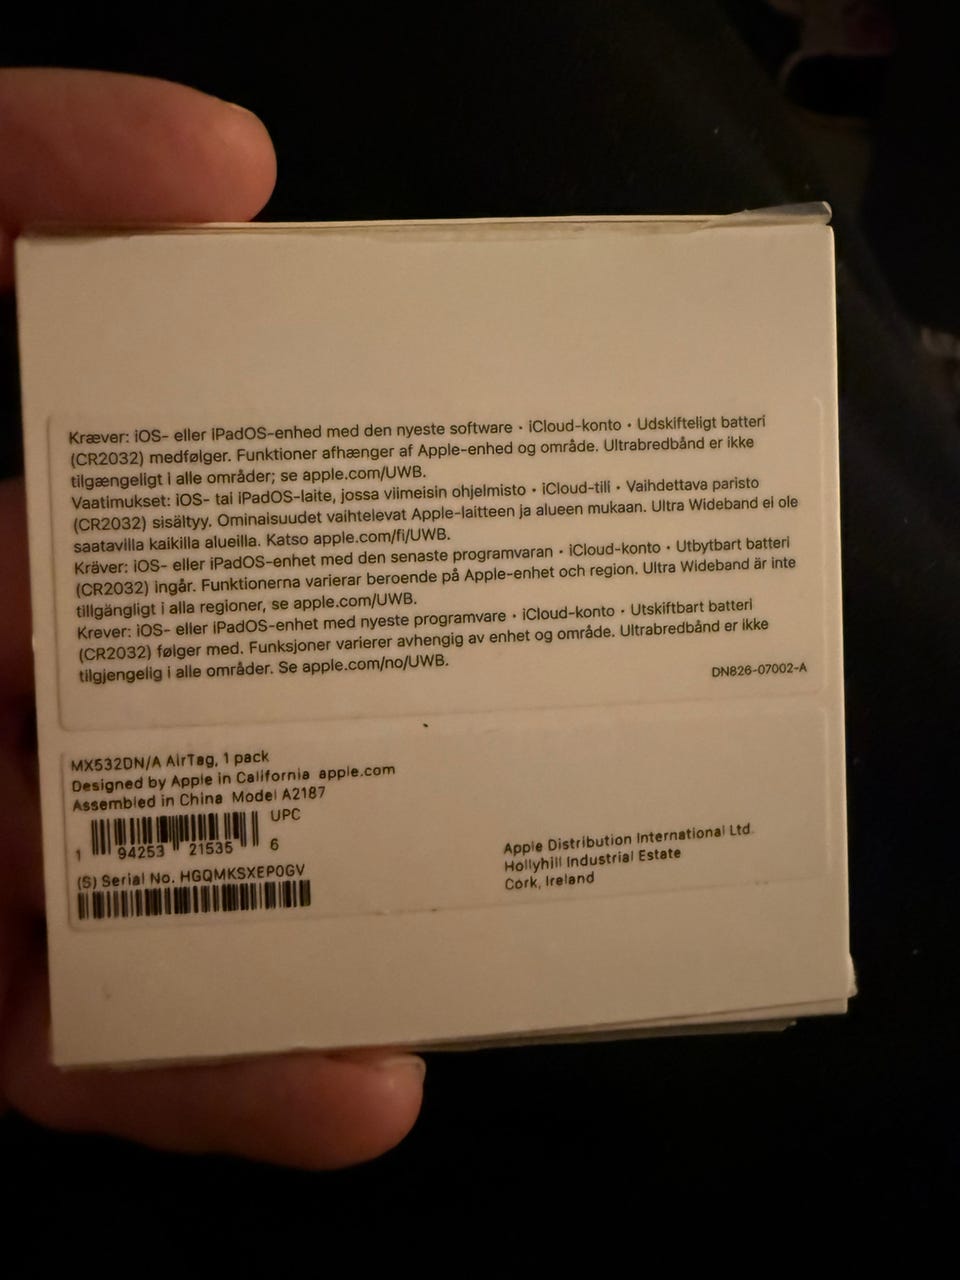 Kræver: iOS- eller iPadOS-enhed med den nyeste software · iCloud-konto · Udskifteligt batteri
(CR2032) medfølger. Funktioner afhænger af Apple-enhed og område. Ultrabredbånd er ikke
tilgængeligt i alle områder; se apple.com/UWB.
Vaatimukset: iOS- tai iPadOS-laite, jossa viimeisin ohjelmisto · iCloud-tili · Vaihdettava paristo
(CR2032) sisältyy. Ominaisuudet vaihtelevat Apple-laitteen ja alueen mukaan. Ultra Wideband ei ole
saatavilla kaikilla alueilla. Katso apple.com/fi/UWB.
Kräver: iOS- eller iPadOS-enhet med den senaste programvaran · iCloud-konto · Utbytbart batteri
(CR2032) ingår. Funktionerna varierar beroende på Apple-enhet och region. Ultra Wideband är inte
tillgängligt i alla regioner, se apple.com/UWB.
Krever: iOS- eller iPadOS-enhet med nyeste programvare · iCloud-konto · Utskiftbart batteri
(CR2032) følger med. Funksjoner varierer avhengig av enhet og område. Ultrabredbånd er ikke
tilgjengelig i alle områder. Se apple.com/no/UWB.
DN826-07002-A
MX532DN/A AirTag, 1 pack
Designed by Apple in California apple.com
Assembled in China Model A2187
UPC
1 94253 21535 6
(S) Serial No. HGQMKSXEP0GV
Apple Distribution International Ltd.
Hollyhill Industrial Estate
Cork, Ireland